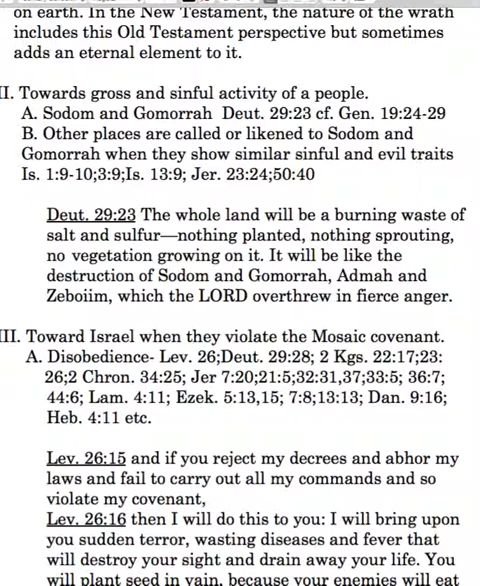 on earth. In the New Testament, the nature of the wrath
includes this Old Testament perspective but sometimes
adds an eternal element to it.
II. Towards gross and sinful activity of a people.
A. Sodom and Gomorrah  Deut. 29:23 cf. Gen. 19:24-29
B. Other places are called or likened to Sodom and
Gomorrah when they show similar sinful and evil traits
Is. 1:9-10;3:9;Is. 13:9; Jer. 23:24;50:40
Deut. 29:23 The whole land will be a burning waste of
salt and sulfur—nothing planted, nothing sprouting,
no vegetation growing on it. It will be like the
destruction of Sodom and Gomorrah, Admah and
Zeboiim, which the LORD overthrew in fierce anger.
III. Toward Israel when they violate the Mosaic covenant.
A. Disobedience- Lev. 26;Deut. 29:28; 2 Kgs. 22:17;23:
26;2 Chron. 34:25; Jer 7:20;21:5;32:31,37;33:5; 36:7;
44:6; Lam. 4:11; Ezek. 5:13,15; 7:8;13:13; Dan. 9:16;
Heb. 4:11 etc.
Lev. 26:15 and if you reject my decrees and abhor my
laws and fail to carry out all my commands and so
violate my covenant,
Lev. 26:16 then I will do this to you: I will bring upon
you sudden terror, wasting diseases and fever that
will destroy your sight and drain away your life. You
will plant seed in vain, because your enemies will eat